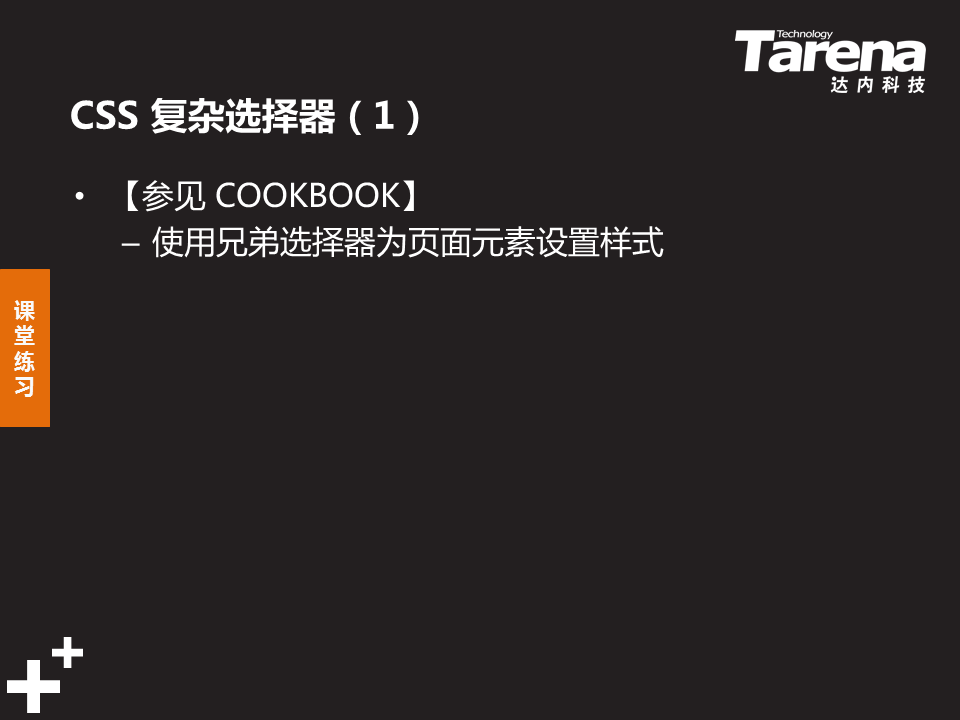 Technology
Tarena
达内科技
CSS 复杂选择器（1）
• 【参见 COOKBOOK】
– 使用兄弟选择器为页面元素设置样式
课
堂
练
习